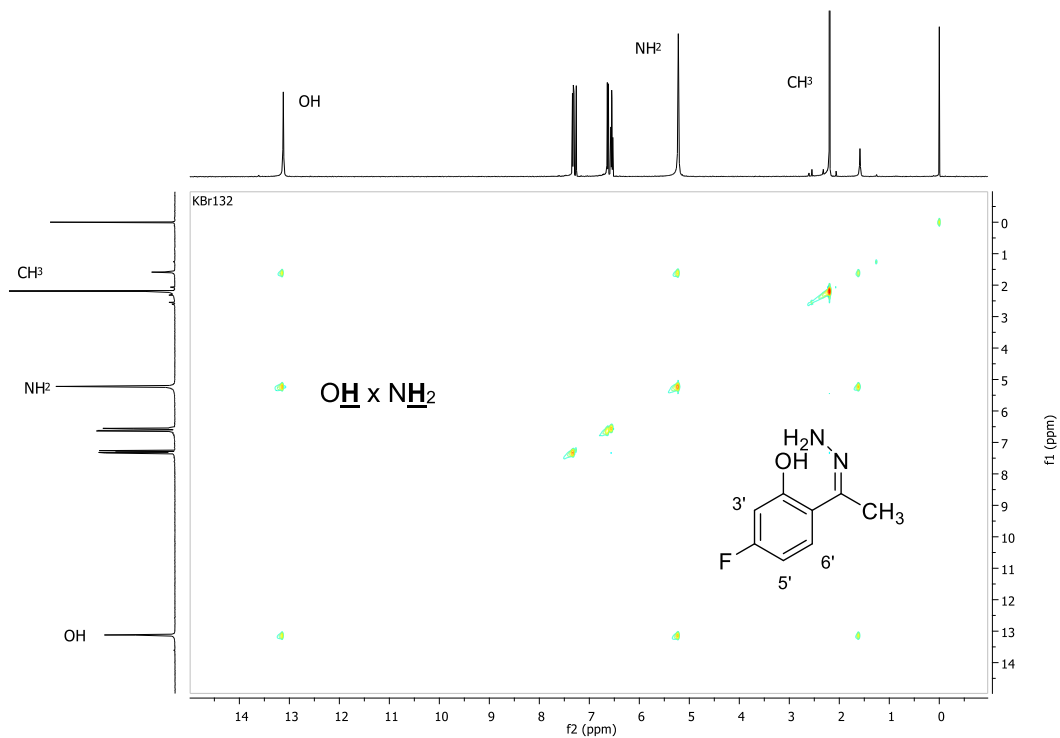 NH²
OH
CH³
KBr132
CH³
NH²
OH
OH x NH₂
H₂N
OH
N
3'
CH₃
F
6'
5'
0
1
2
3
4
5
6
7
8
9
10
11
12
13
14
f1 (ppm)
14 13 12 11 10 9 8 7 6 5 4 3 2 1 0
f2 (ppm)